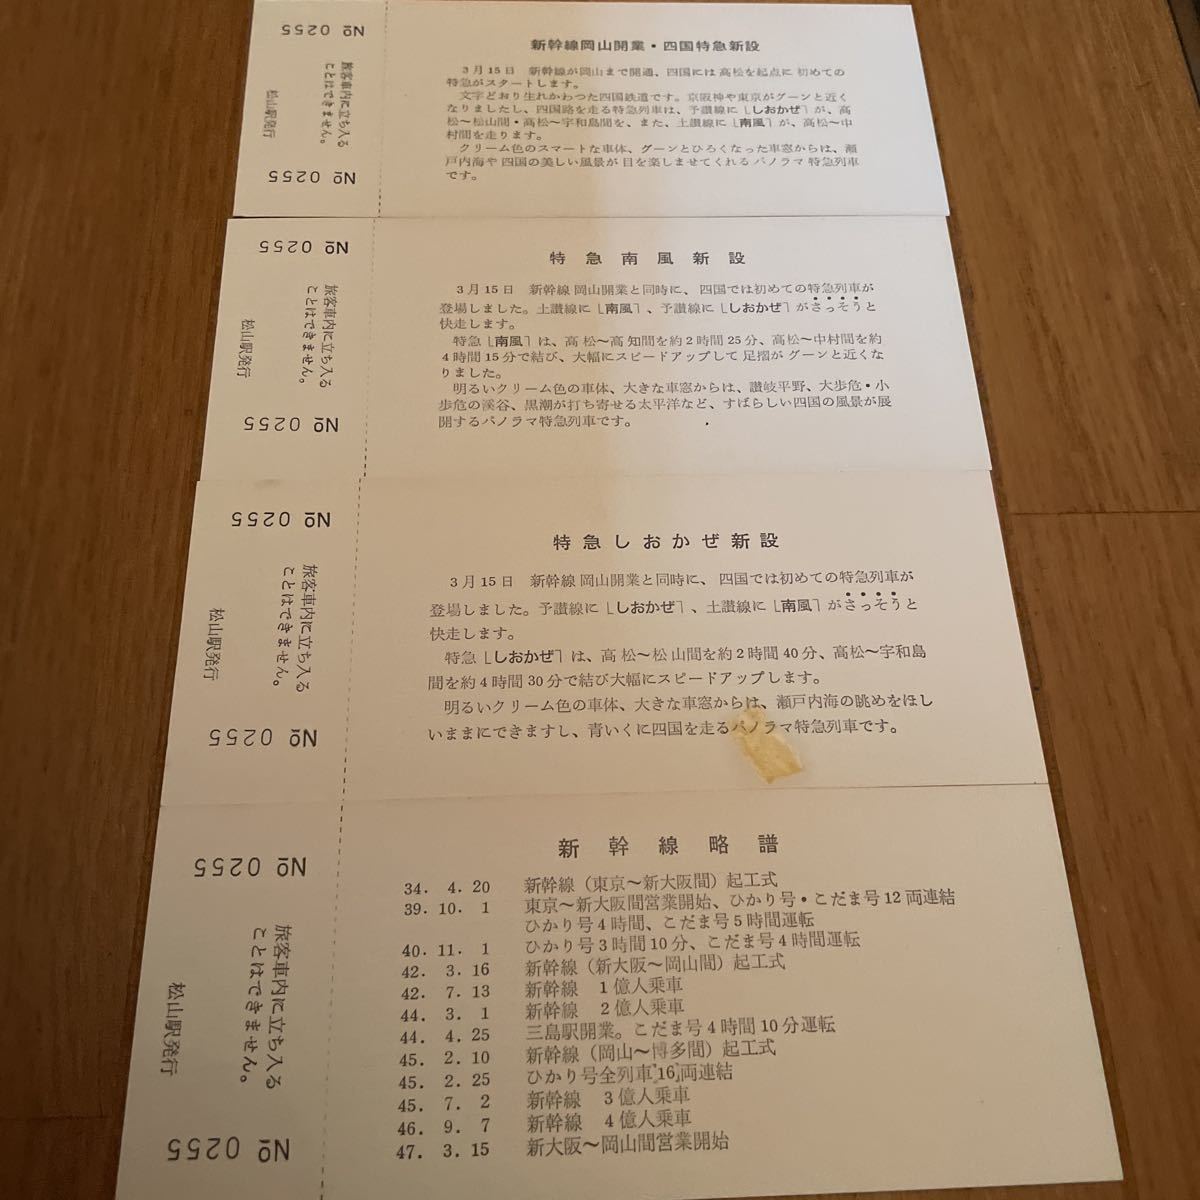 新幹線岡山開業・四国特急新設
3月15日 新幹線が岡山まで開通、四国には高松を起点に初めての
特急がスタートします。
文字どおり生れかわつた四国鉄道です。京阪神や東京がグーンと近く
なりましたし、四国路を走る特急列車は、予讃線に「しおかぜ」が、高
松〜松山間・高松〜宇和島間を、また、土讃線に「南風」が、高松〜中
村間を走ります。
クリーム色のスマートな車体、グーンとひろくなった車窓からは、瀬
戸内海や四国の美しい風景が目を楽しませてくれるパノラマ特急列車
です。
№ 0255
旅客車内に立ち入る
ことはできません。
松山駅発行
№ 0255
特急南風新設
3月15日 新幹線岡山開業と同時に、四国では初めての特急列車が
登場しました。土讃線に「南風」、予讃線に「しおかぜ」がさっそうと
快走します。
特急「南風」は、高松〜高知間を約2時間25分、高松〜中村間を約
4時間15分で結び、大幅にスピードアップして足摺がグーンと近くな
りました。
明るいクリーム色の車体、大きな車窓からは、讃岐平野、大歩危・小
歩危の渓谷、黒潮が打ち寄せる太平洋など、すばらしい四国の風景が展
開するパノラマ特急列車です。
№ 0255
旅客車内に立ち入る
ことはできません。
松山駅発行
№ 0255
特急しおかぜ新設
3月15日 新幹線岡山開業と同時に、四国では初めての特急列車が
登場しました。予讃線に「しおかぜ」、土讃線に「南風」がさっそうと
快走します。
特急「しおかぜ」は、高松〜松山間を約2時間40分、高松〜宇和島
間を約4時間30分で結び大幅にスピードアップします。
明るいクリーム色の車体、大きな車窓からは、瀬戸内海の眺めをほし
いままにできますし、青いくに四国を走るパノラマ特急列車です。
№ 0255
旅客車内に立ち入る
ことはできません。
松山駅発行
№ 0255
新幹線略譜
34. 4. 20 新幹線(東京〜新大阪間)起工式
39. 10. 1 東京〜新大阪間営業開始、ひかり号・こだま号12両連結
ひかり号4時間、こだま号5時間運転
40. 11. 1 ひかり号3時間10分、こだま号4時間運転
42. 3. 16 新幹線(新大阪〜岡山間)起工式
42. 7. 13 新幹線 1億人乗車
44. 3. 1 新幹線 2億人乗車
44. 4. 25 三島駅開業。こだま号4時間10分運転
45. 2. 10 新幹線(岡山〜博多間)起工式
45. 2. 25 ひかり号全列車16両連結
45. 7. 2 新幹線 3億人乗車
46. 9. 7 新幹線 4億人乗車
47. 3. 15 新大阪〜岡山間営業開始
№ 0255
旅客車内に立ち入る
ことはできません。
松山駅発行
№ 0255